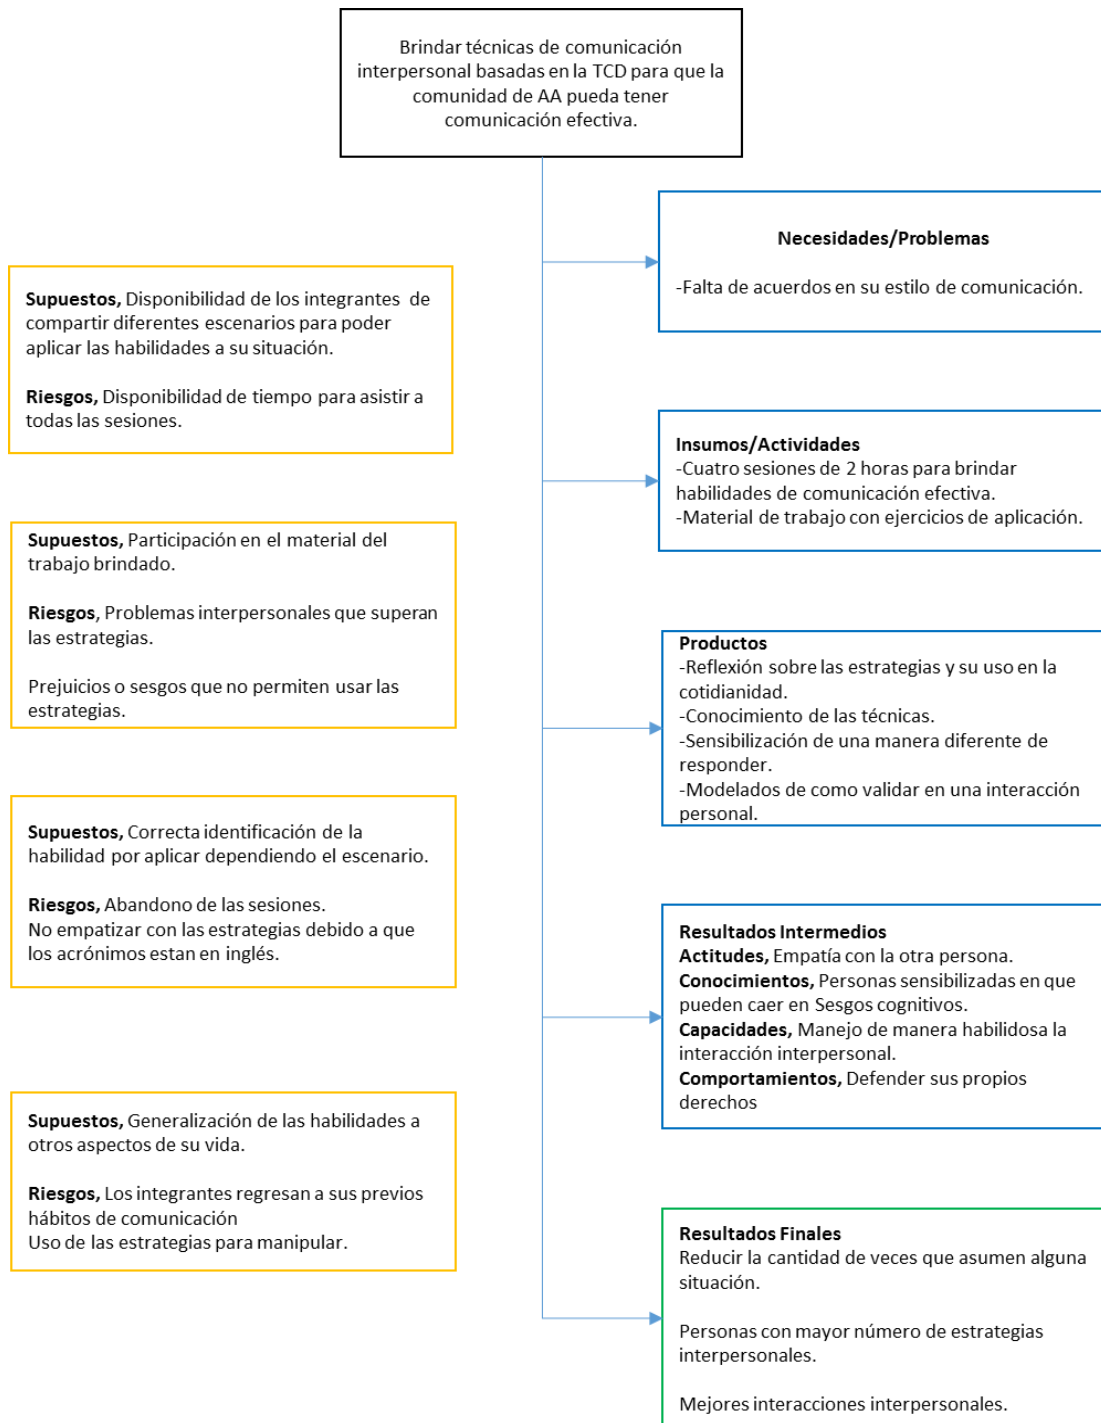 Brindar técnicas de comunicación
interpersonal basadas en la TCD para que la
comunidad de AA pueda tener
comunicación efectiva.
Necesidades/Problemas
-Falta de acuerdos en su estilo de comunicación.
Supuestos, Disponibilidad de los integrantes de
compartir diferentes escenarios para poder
aplicar las habilidades a su situación.
Riesgos, Disponibilidad de tiempo para asistir a
todas las sesiones.
Insumos/Actividades
-Cuatro sesiones de 2 horas para brindar
habilidades de comunicación efectiva.
-Material de trabajo con ejercicios de aplicación.
Supuestos, Participación en el material del
trabajo brindado.
Riesgos, Problemas interpersonales que superan
las estrategias.
Prejuicios o sesgos que no permiten usar las
estrategias.
Productos
-Reflexión sobre las estrategias y su uso en la
cotidianidad.
-Conocimiento de las técnicas.
-Sensibilización de una manera diferente de
responder.
-Modelados de como validar en una interacción
personal.
Supuestos, Correcta identificación de la
habilidad por aplicar dependiendo el escenario.
Riesgos, Abandono de las sesiones.
No empatizar con las estrategias debido a que
los acrónimos estan en inglés.
Resultados Intermedios
Actitudes, Empatía con la otra persona.
Conocimientos, Personas sensibilizadas en que
pueden caer en Sesgos cognitivos.
Capacidades, Manejo de manera habilidosa la
interacción interpersonal.
Comportamientos, Defender sus propios
derechos
Supuestos, Generalización de las habilidades a
otros aspectos de su vida.
Riesgos, Los integrantes regresan a sus previos
hábitos de comunicación
Uso de las estrategias para manipular.
Resultados Finales
Reducir la cantidad de veces que asumen alguna
situación.
Personas con mayor número de estrategias
interpersonales.
Mejores interacciones interpersonales.